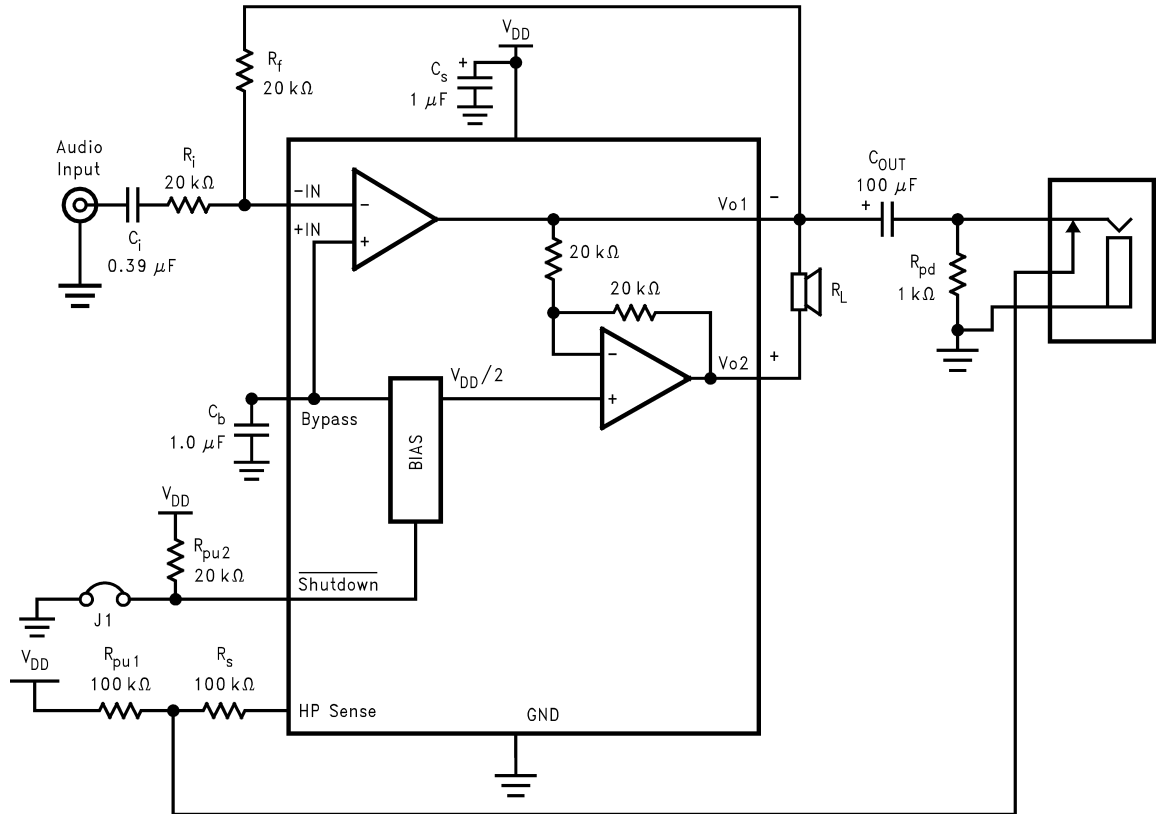 V_DD
R_f
20 kΩ
C_s
+
1 μF
Audio
Input
R_i
20 kΩ
C_i
0.39 μF
-IN
+IN
-
+
Vo1
-
C_OUT
100 μF
+
20 kΩ
20 kΩ
R_L
R_pd
1 kΩ
-
+
Vo2
+
V_DD/2
C_b
1.0 μF
Bypass
BIAS
V_DD
R_pu2
20 kΩ
Shutdown
J1
V_DD
R_pu1
100 kΩ
R_s
100 kΩ
HP Sense
GND